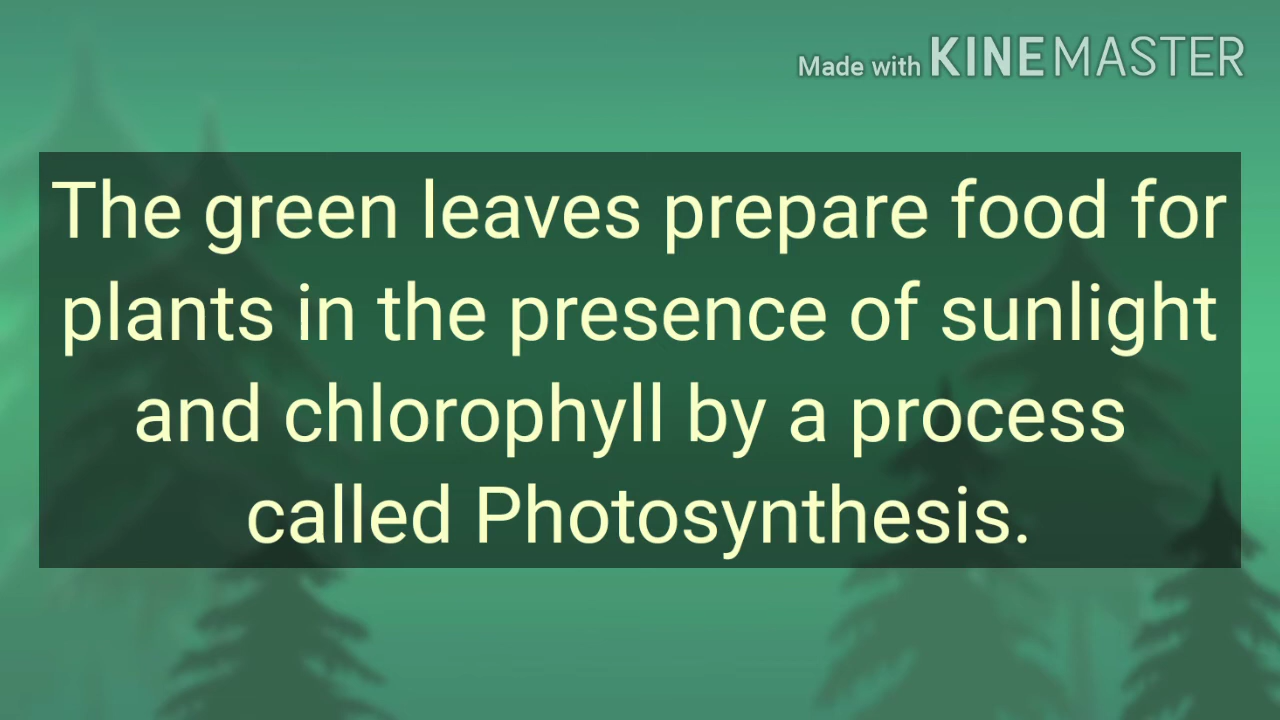 Made with KINEMASTER
The green leaves prepare food for
plants in the presence of sunlight
and chlorophyll by a process
called Photosynthesis.